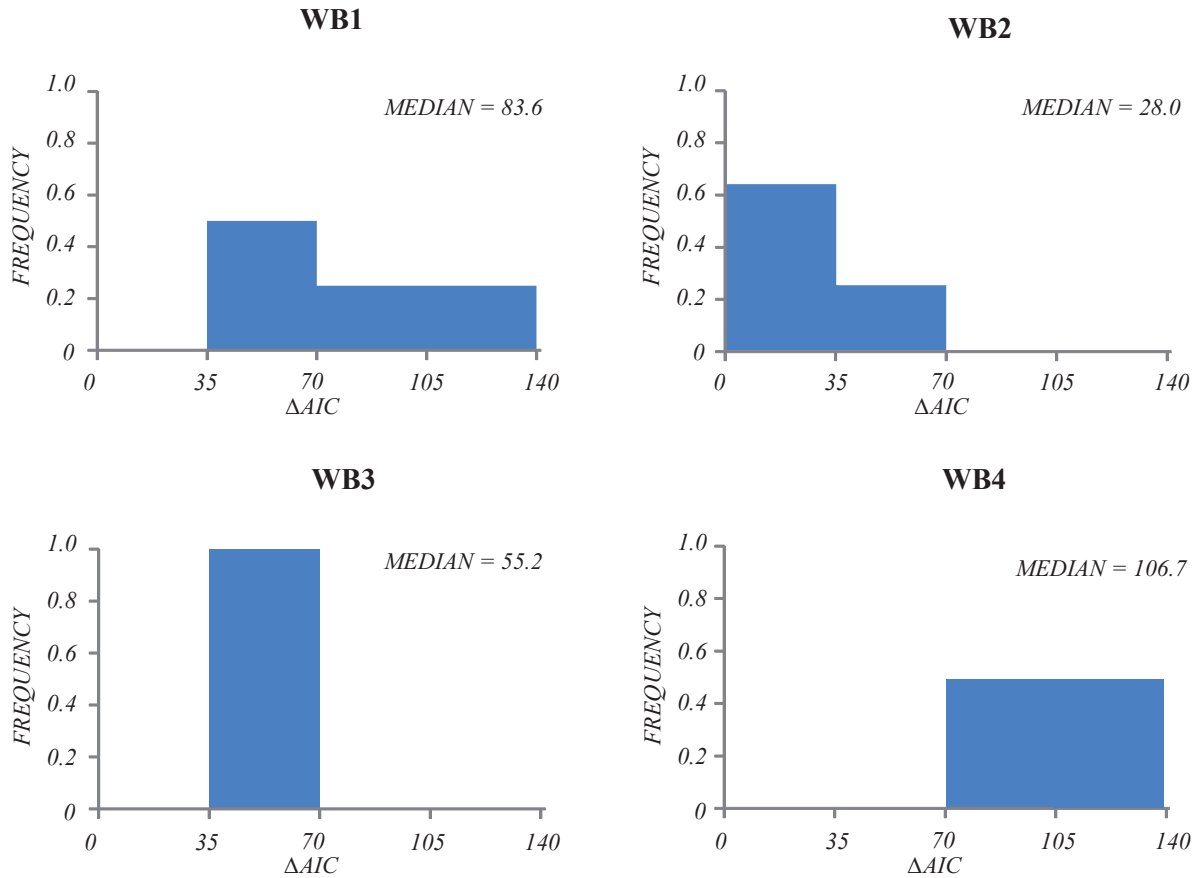 WB1
MEDIAN = 83.6
FREQUENCY
1.0
0.8
0.6
0.4
0.2
0
0
35
70
105
140
ΔAIC
WB2
MEDIAN = 28.0
FREQUENCY
1.0
0.8
0.6
0.4
0.2
0
0
35
70
105
140
ΔAIC
WB3
MEDIAN = 55.2
FREQUENCY
1.0
0.8
0.6
0.4
0.2
0
0
35
70
105
140
ΔAIC
WB4
MEDIAN = 106.7
FREQUENCY
1.0
0.8
0.6
0.4
0.2
0
0
35
70
105
140
ΔAIC